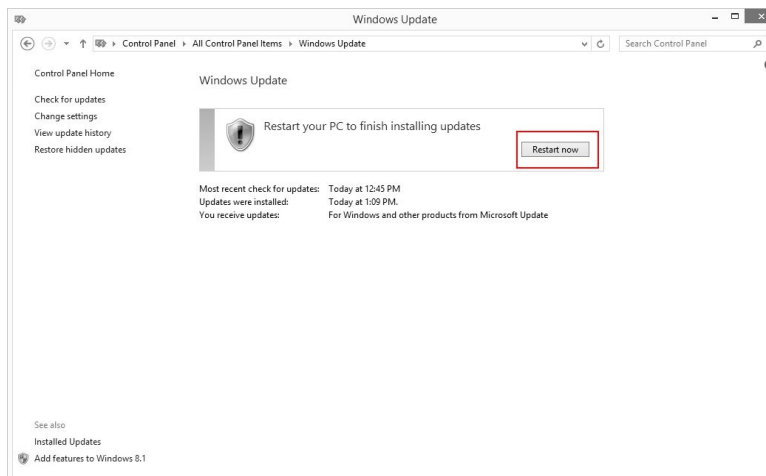 Windows Update
Control Panel ▸ All Control Panel Items ▸ Windows Update
Search Control Panel
Control Panel Home
Check for updates
Change settings
View update history
Restore hidden updates
Windows Update
Restart your PC to finish installing updates
Restart now
Most recent check for updates: Today at 12:45 PM
Updates were installed: Today at 1:09 PM.
You receive updates: For Windows and other products from Microsoft Update
See also
Installed Updates
Add features to Windows 8.1